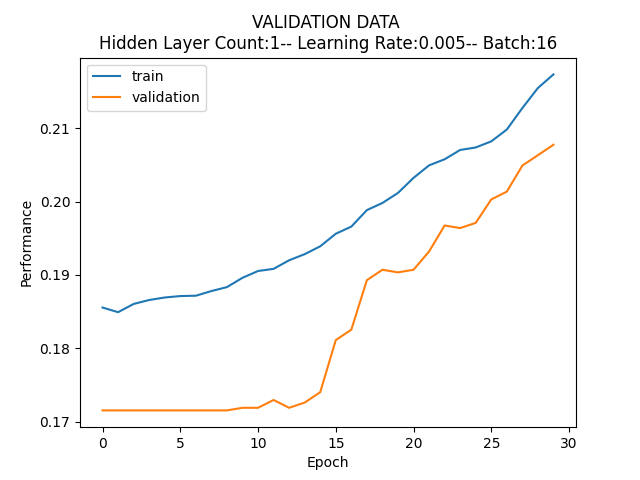 VALIDATION DATA
Hidden Layer Count:1-- Learning Rate:0.005-- Batch:16
train
validation
0.21
0.20
0.19
0.18
0.17
Performance
0
5
10
15
20
25
30
Epoch